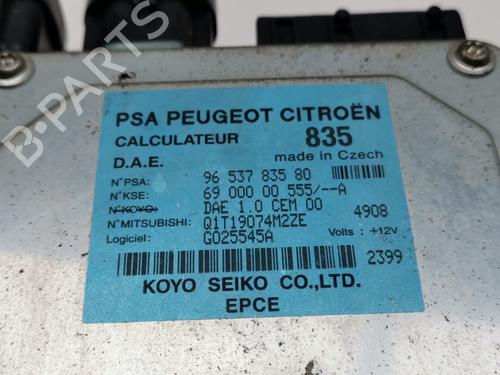 B-PARTS
PSA PEUGEOT CITROËN
CALCULATEUR 835
D.A.E. made in Czech
N°PSA: 96 537 835 80
N°KSE: 69 000 00 555/--A
N°KOYO: DAE 1.0 CEM 00 4908
N°MITSUBISHI: Q1T19074M2ZE
Logiciel: G025545A Volts : +12V
2399
KOYO SEIKO CO.,LTD.
EPCE